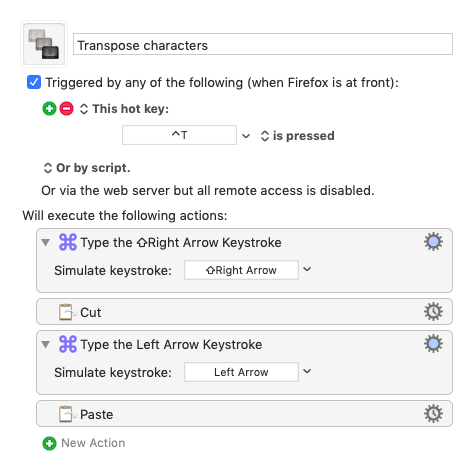 Transpose characters
Triggered by any of the following (when Firefox is at front):
This hot key:
^T is pressed
Or by script.
Or via the web server but all remote access is disabled.
Will execute the following actions:
Type the ⇧Right Arrow Keystroke
Simulate keystroke: ⇧Right Arrow
Cut
Type the Left Arrow Keystroke
Simulate keystroke: Left Arrow
Paste
New Action